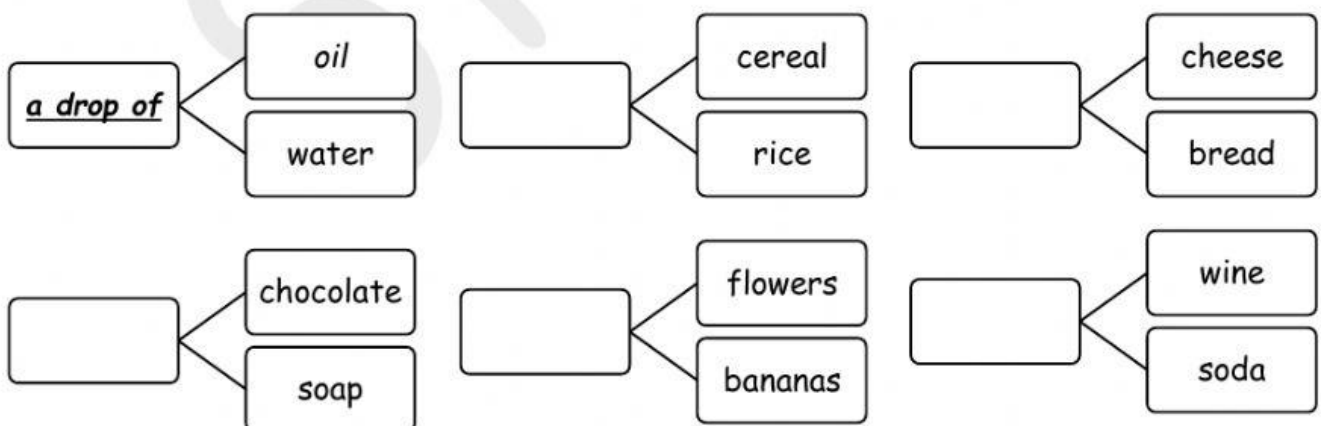 a drop of
oil
water
cereal
rice
cheese
bread
chocolate
soap
flowers
bananas
wine
soda